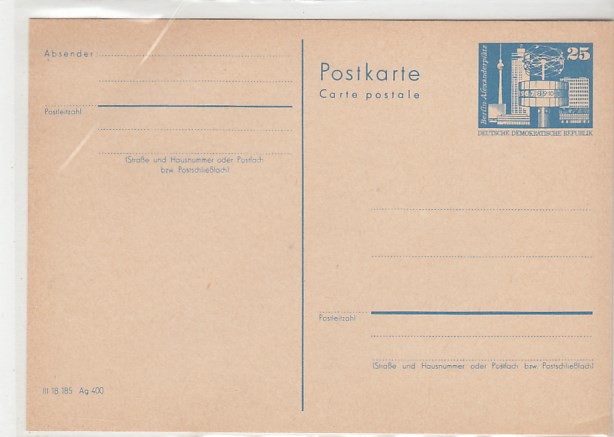 Absender
Postleitzahl
(Straße und Hausnummer oder Postfach
bzw. Postschließfach)
III 18 185 Ag 400
Postkarte
Carte postale
Berlin-Alexanderplatz
25
DEUTSCHE DEMOKRATISCHE REPUBLIK
Postleitzahl
(Straße und Hausnummer oder Postfach bzw. Postschließfach)